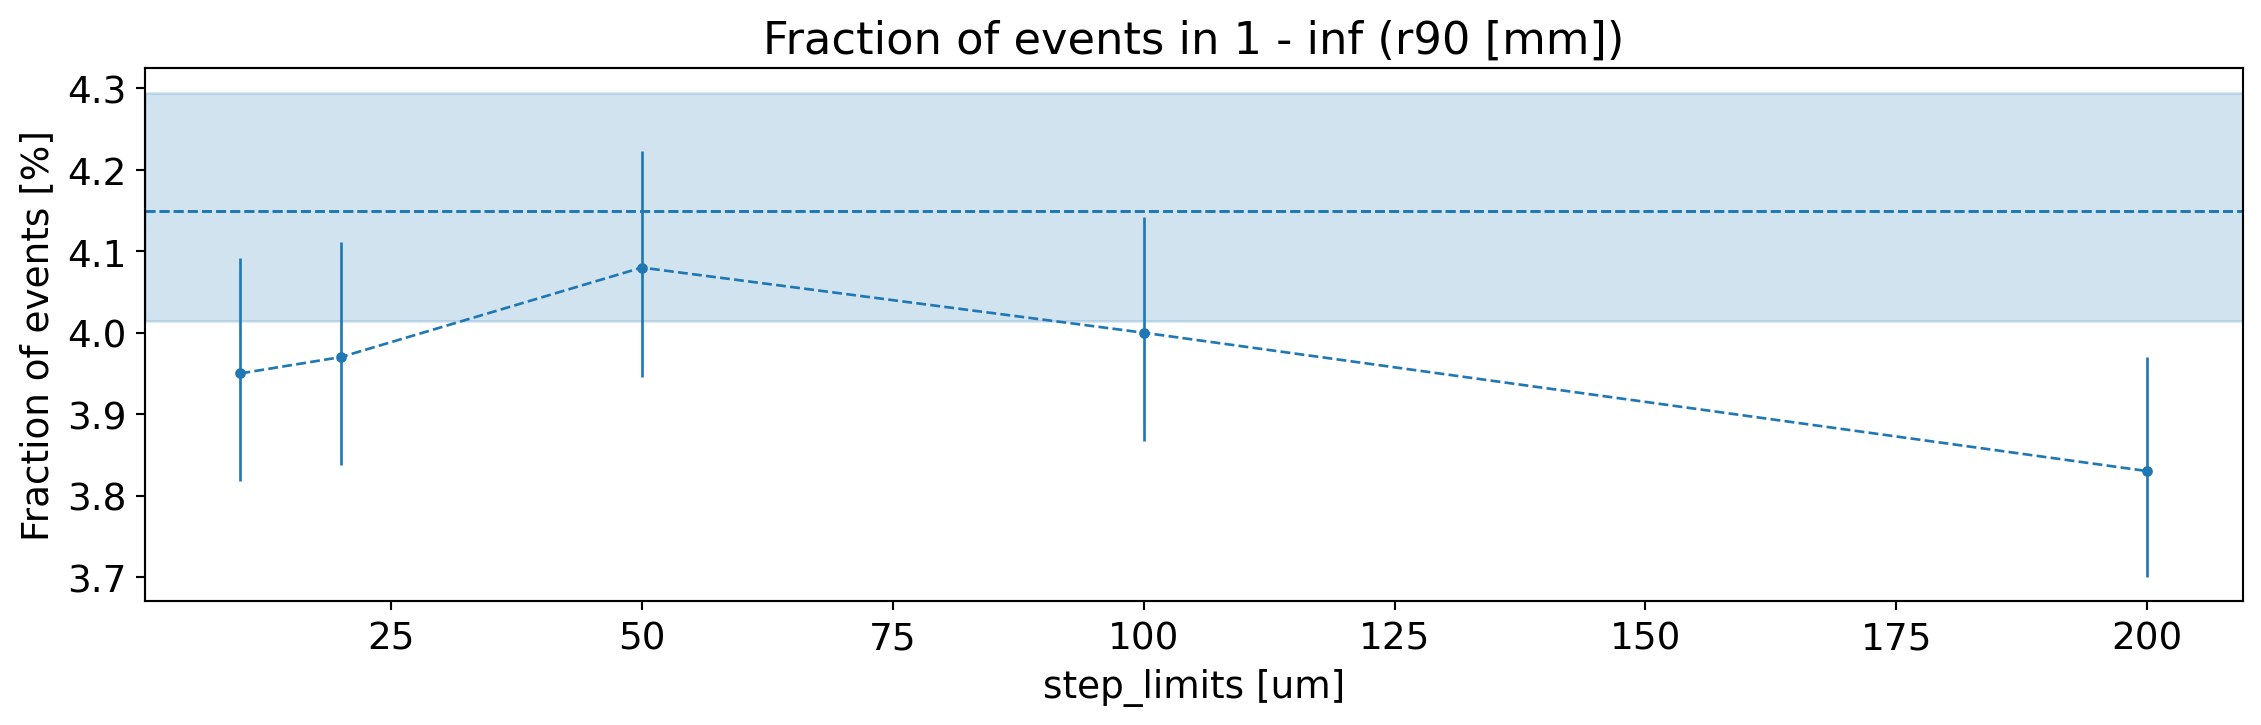 Fraction of events in 1 - inf (r90 [mm])
Fraction of events [%]
4.3
4.2
4.1
4.0
3.9
3.8
3.7
25 50 75 100 125 150 175 200
step_limits [um]